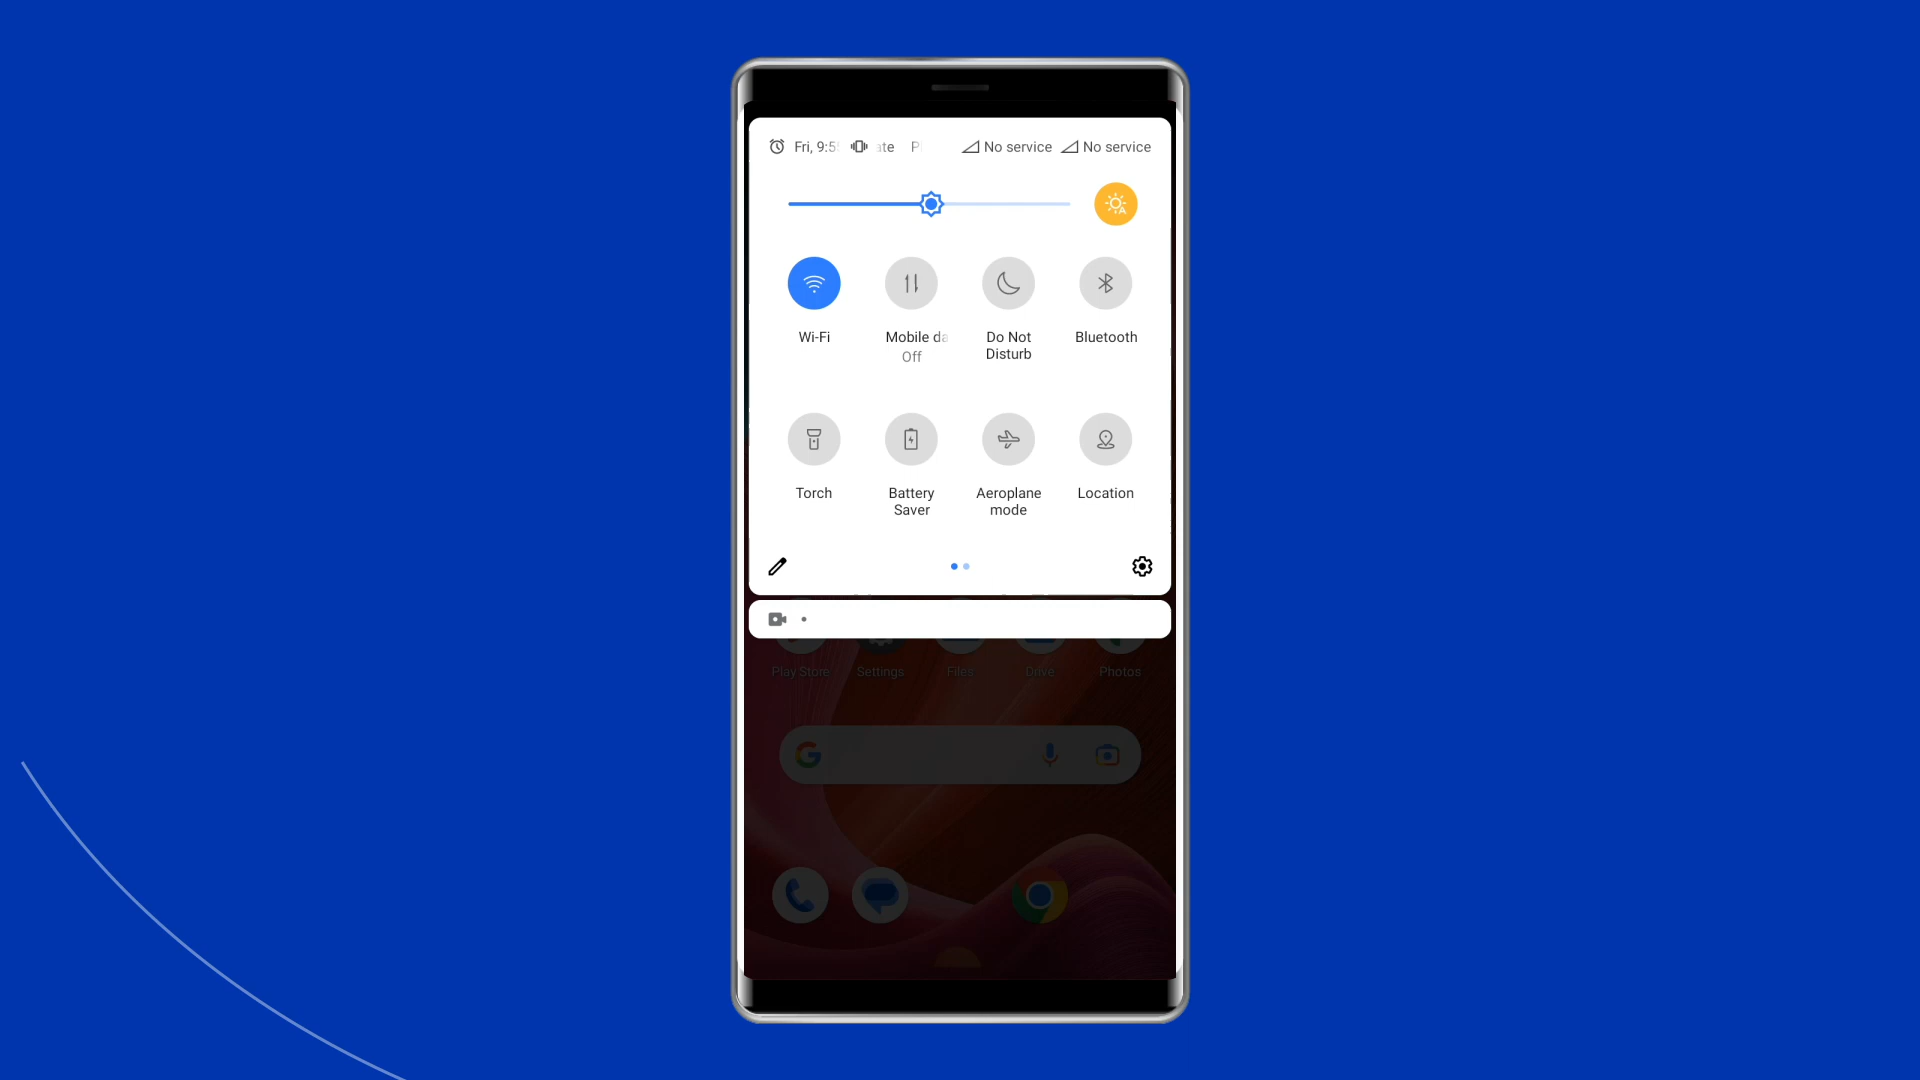 Fri, 9:5 ate P No service No service
Wi-Fi Mobile da Do Not Disturb Bluetooth
Off
Torch Battery Saver Aeroplane mode Location
Play Store Settings Files Drive Photos